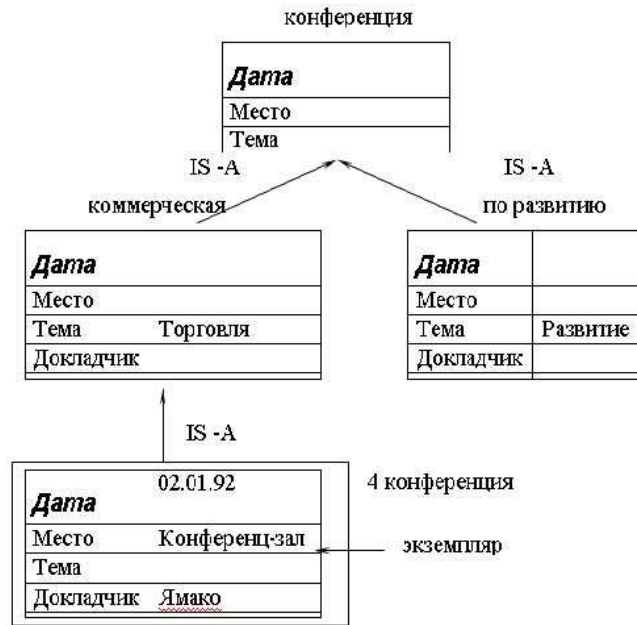 конференция
Дата
Место
Тема
IS -A IS -A
коммерческая по развитию
Дата Дата
Место Место
Тема Торговля Тема Развитие
Докладчик Докладчик
IS -A
02.01.92 4 конференция
Дата
Место Конференц-зал экземпляр
Тема
Докладчик Ямако